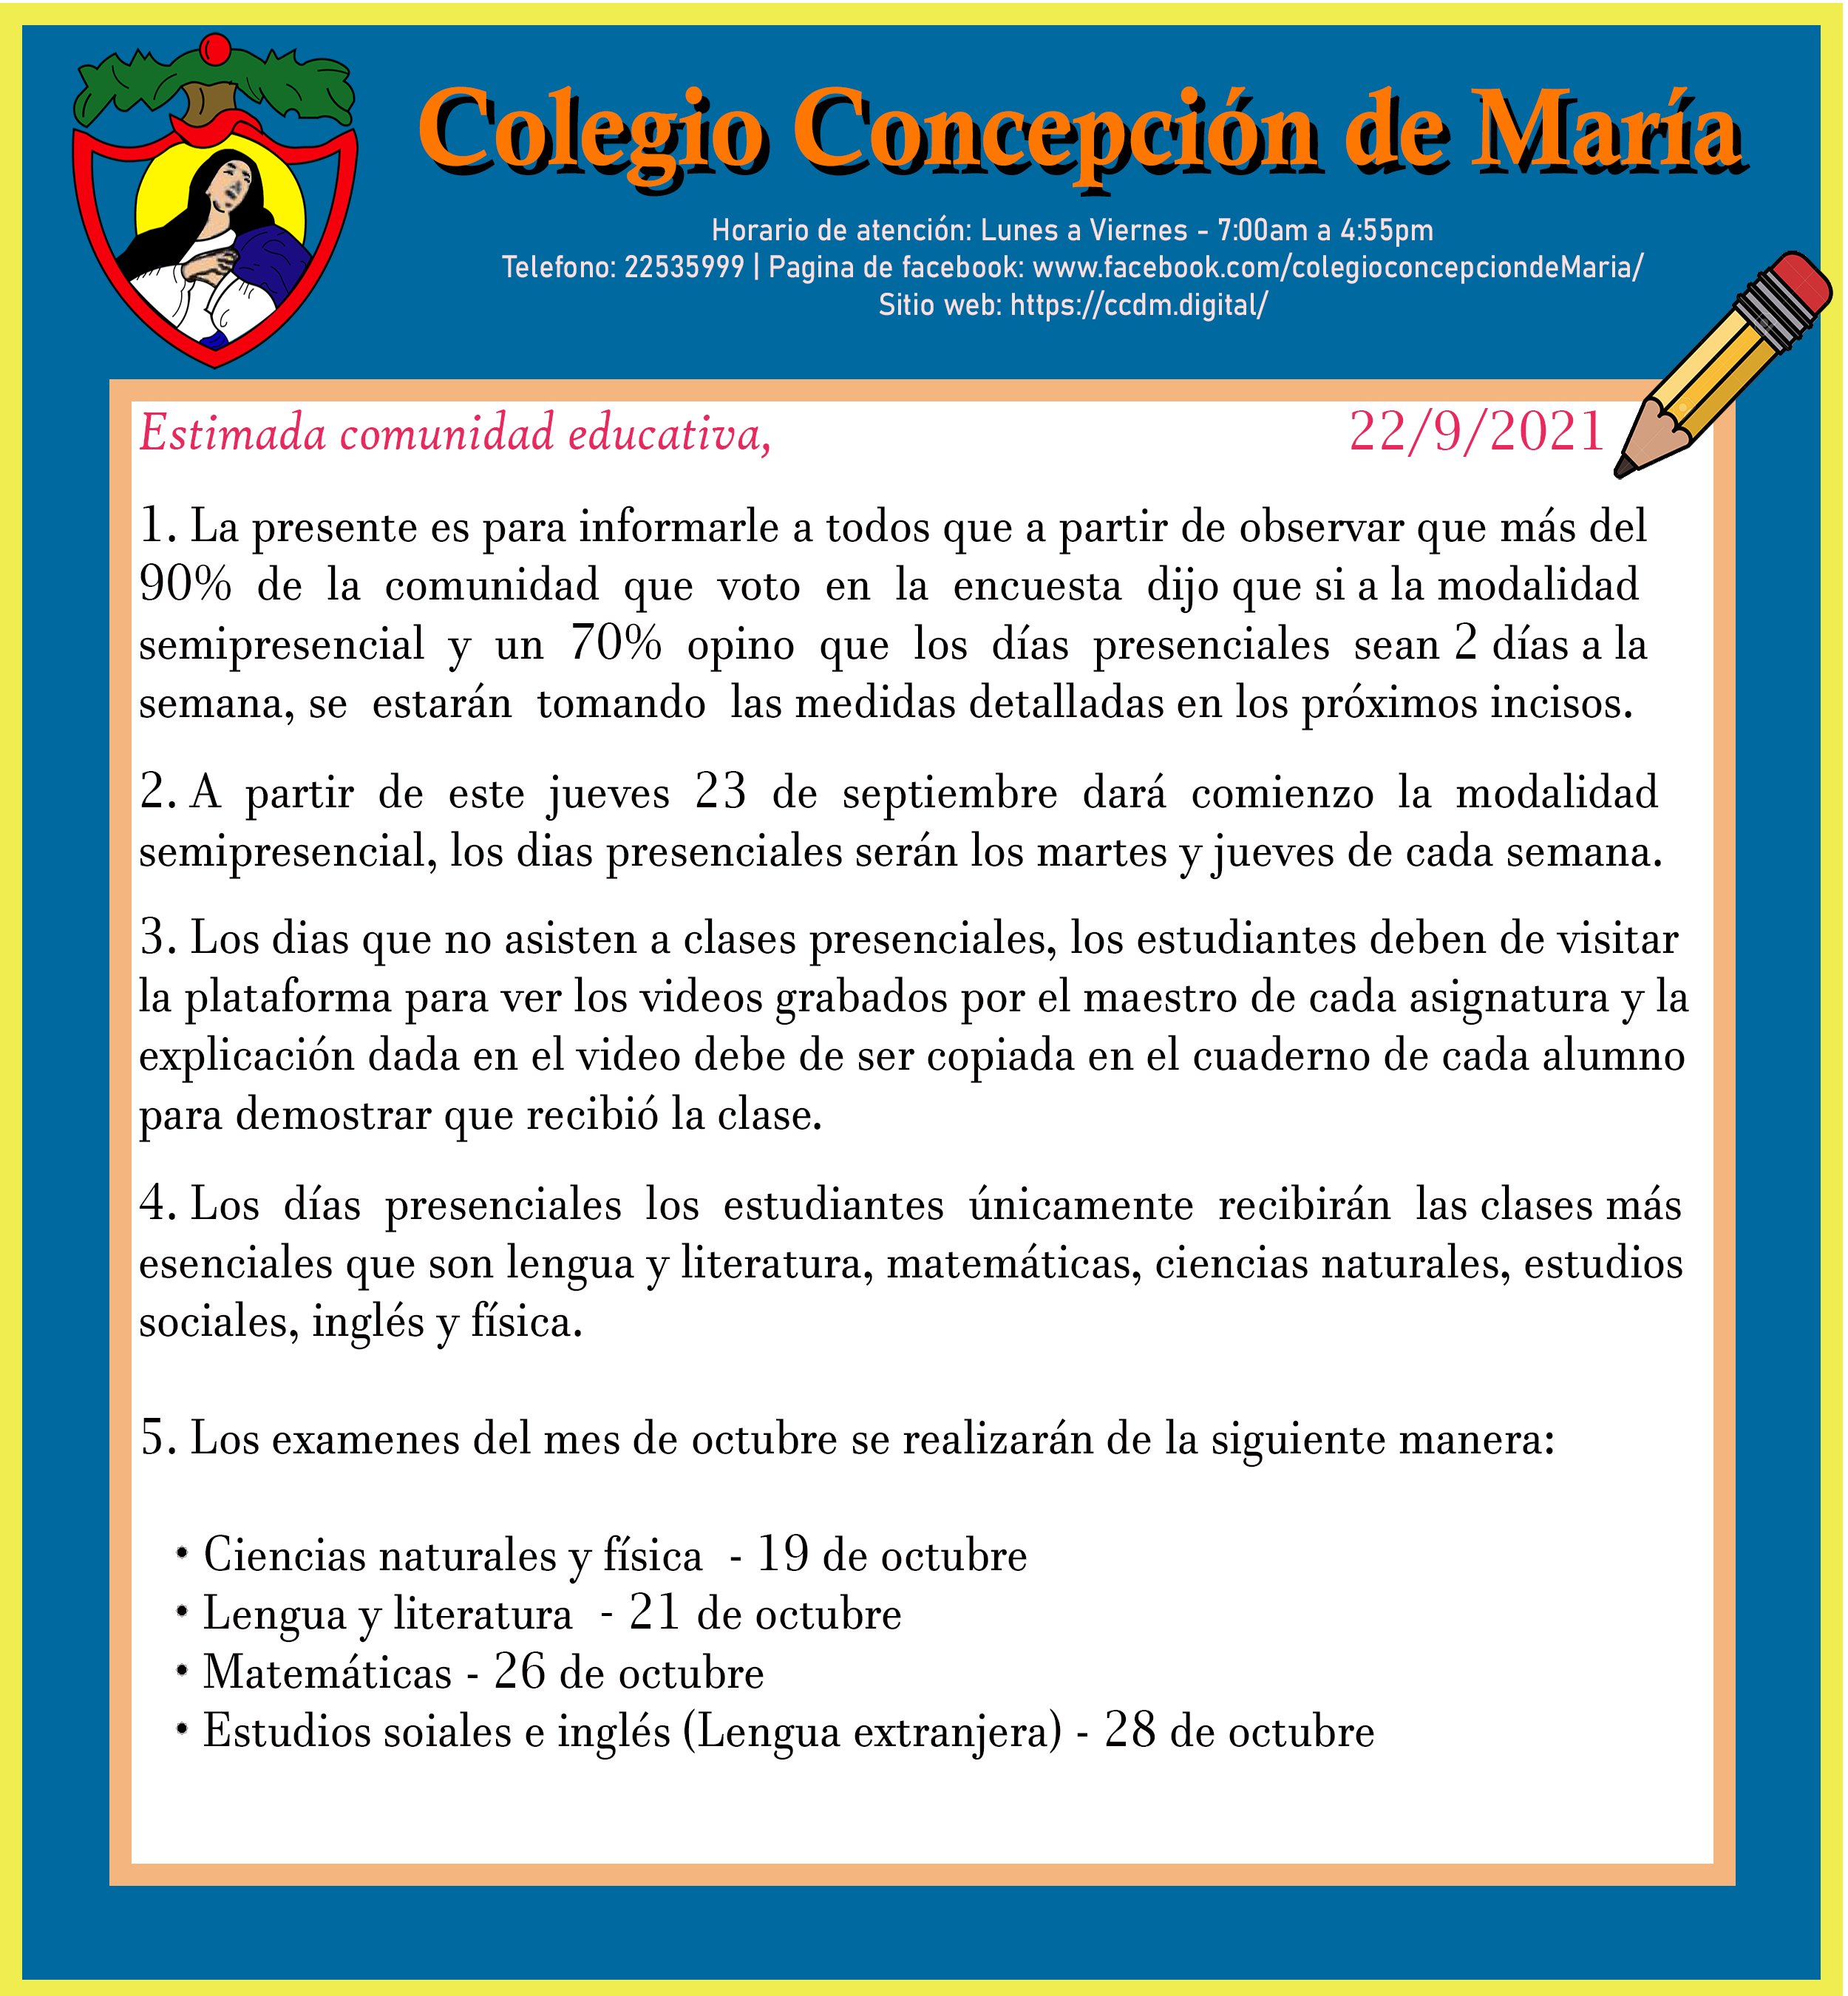 Colegio Concepción de María
Horario de atención: Lunes a Viernes - 7:00am a 4:55pm
Telefono: 22535999 | Pagina de facebook: www.facebook.com/colegioconcepciondeMaria/
Sitio web: https://ccdm.digital/
Estimada comunidad educativa, 22/9/2021
1. La presente es para informarle a todos que a partir de observar que más del
90% de la comunidad que voto en la encuesta dijo que si a la modalidad
semipresencial y un 70% opino que los días presenciales sean 2 días a la
semana, se estarán tomando las medidas detalladas en los próximos incisos.
2. A partir de este jueves 23 de septiembre dará comienzo la modalidad
semipresencial, los dias presenciales serán los martes y jueves de cada semana.
3. Los dias que no asisten a clases presenciales, los estudiantes deben de visitar
la plataforma para ver los videos grabados por el maestro de cada asignatura y la
explicación dada en el video debe de ser copiada en el cuaderno de cada alumno
para demostrar que recibió la clase.
4. Los días presenciales los estudiantes únicamente recibirán las clases más
esenciales que son lengua y literatura, matemáticas, ciencias naturales, estudios
sociales, inglés y física.
5. Los examenes del mes de octubre se realizarán de la siguiente manera:
• Ciencias naturales y física - 19 de octubre
• Lengua y literatura - 21 de octubre
• Matemáticas - 26 de octubre
• Estudios soiales e inglés (Lengua extranjera) - 28 de octubre